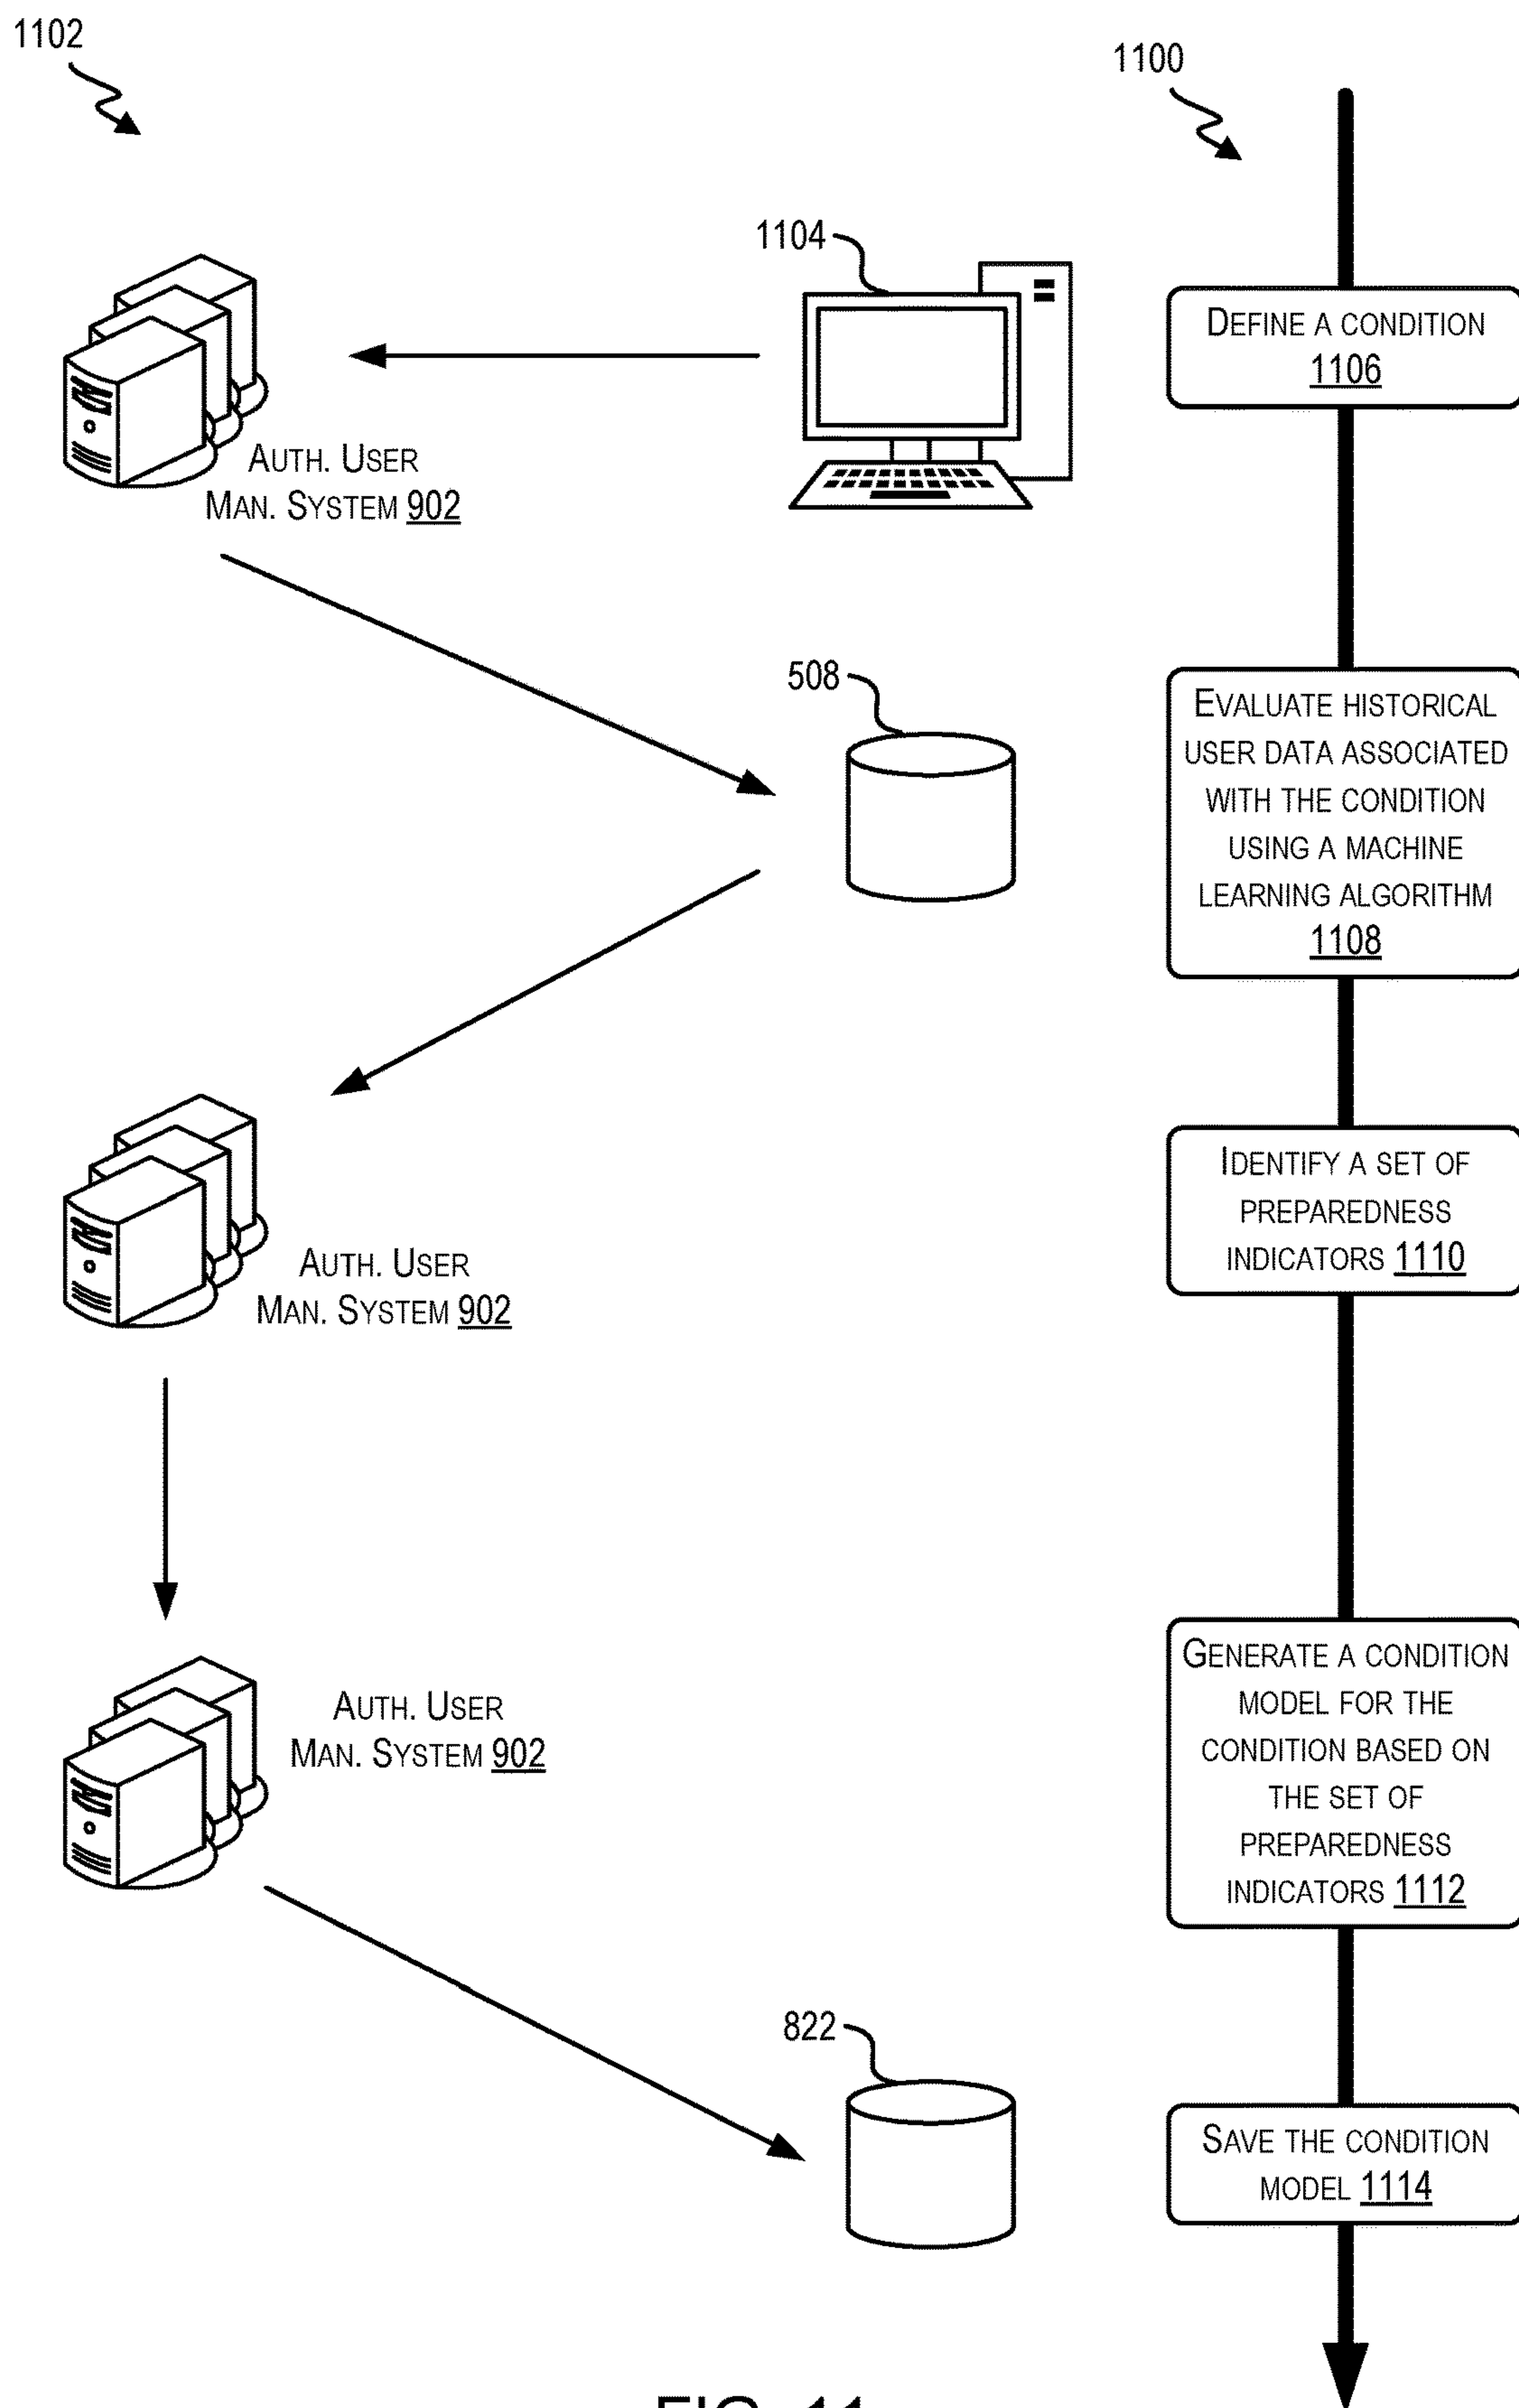 1102
1100
1104
DEFINE A CONDITION
1106
AUTH. USER
MAN. SYSTEM 902
508
EVALUATE HISTORICAL
USER DATA ASSOCIATED
WITH THE CONDITION
USING A MACHINE
LEARNING ALGORITHM
1108
IDENTIFY A SET OF
PREPAREDNESS
INDICATORS 1110
AUTH. USER
MAN. SYSTEM 902
GENERATE A CONDITION
MODEL FOR THE
CONDITION BASED ON
THE SET OF
PREPAREDNESS
INDICATORS 1112
AUTH. USER
MAN. SYSTEM 902
822
SAVE THE CONDITION
MODEL 1114
FIG. 11